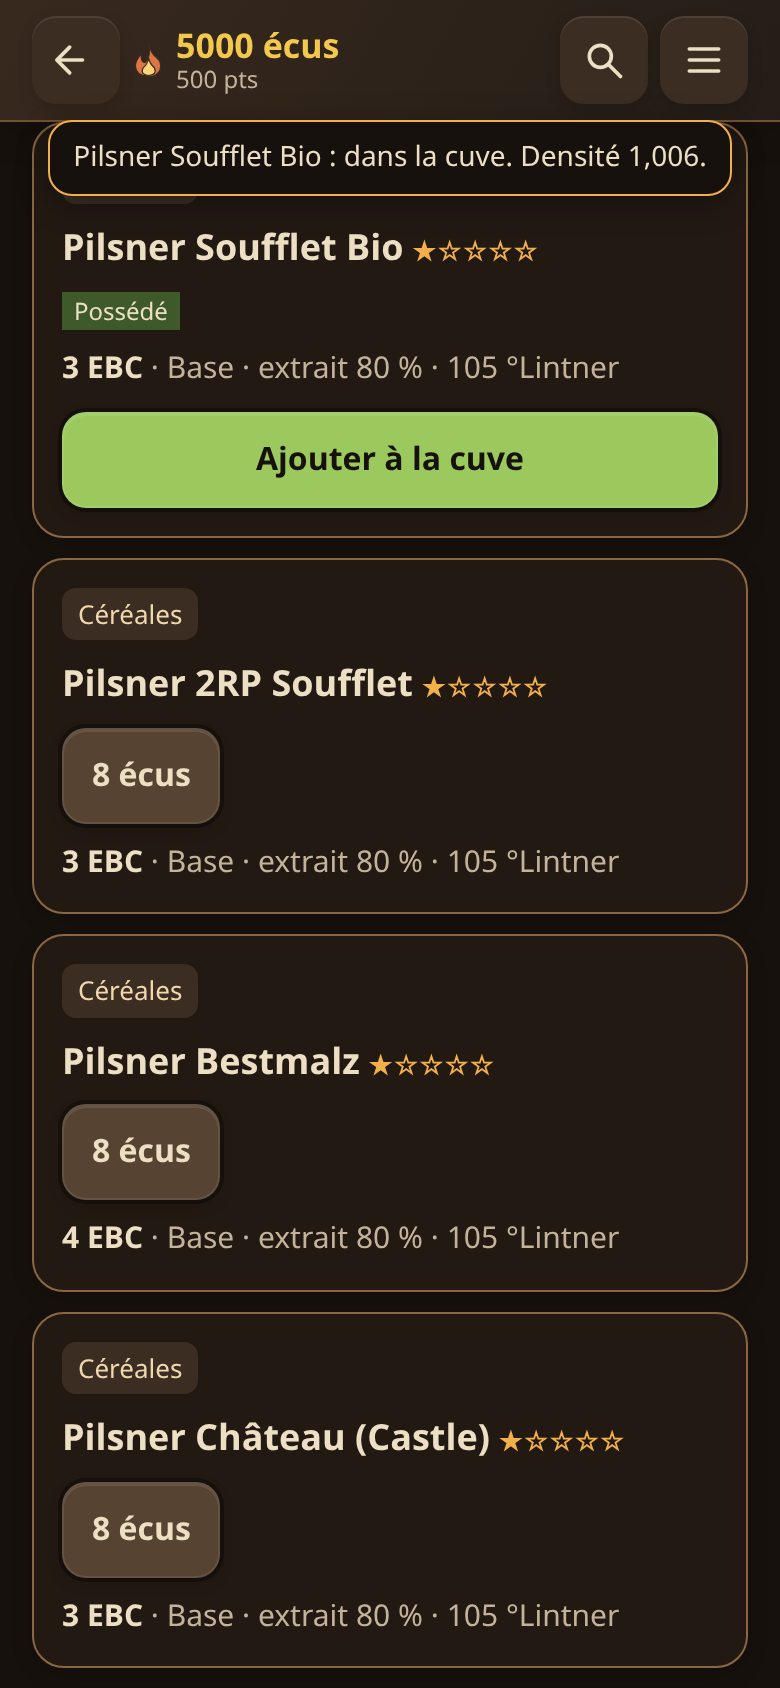 5000 écus
500 pts
Pilsner Soufflet Bio : dans la cuve. Densité 1,006.
Pilsner Soufflet Bio ★☆☆☆☆
Possédé
3 EBC · Base · extrait 80 % · 105 °Lintner
Ajouter à la cuve
Céréales
Pilsner 2RP Soufflet ★☆☆☆☆
8 écus
3 EBC · Base · extrait 80 % · 105 °Lintner
Céréales
Pilsner Bestmalz ★☆☆☆☆
8 écus
4 EBC · Base · extrait 80 % · 105 °Lintner
Céréales
Pilsner Château (Castle) ★☆☆☆☆
8 écus
3 EBC · Base · extrait 80 % · 105 °Lintner